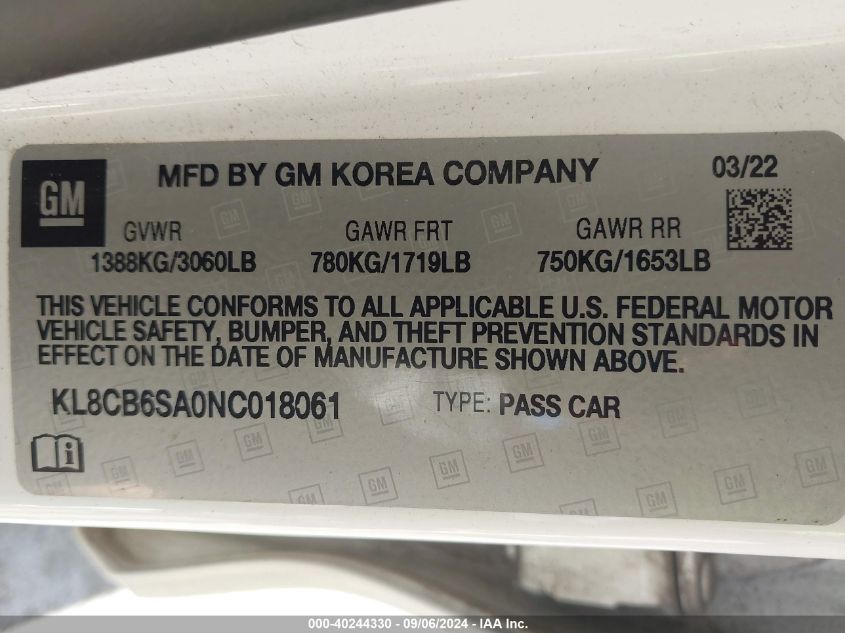 GM
MFD BY GM KOREA COMPANY
03/22
GVWR
GAWR FRT
GAWR RR
1388KG/3060LB
780KG/1719LB
750KG/1653LB
THIS VEHICLE CONFORMS TO ALL APPLICABLE U.S. FEDERAL MOTOR
VEHICLE SAFETY, BUMPER, AND THEFT PREVENTION STANDARDS IN
EFFECT ON THE DATE OF MANUFACTURE SHOWN ABOVE.
KL8CB6SA0NC018061
TYPE: PASS CAR
000-40244330 - 09/06/2024 - IAA Inc.